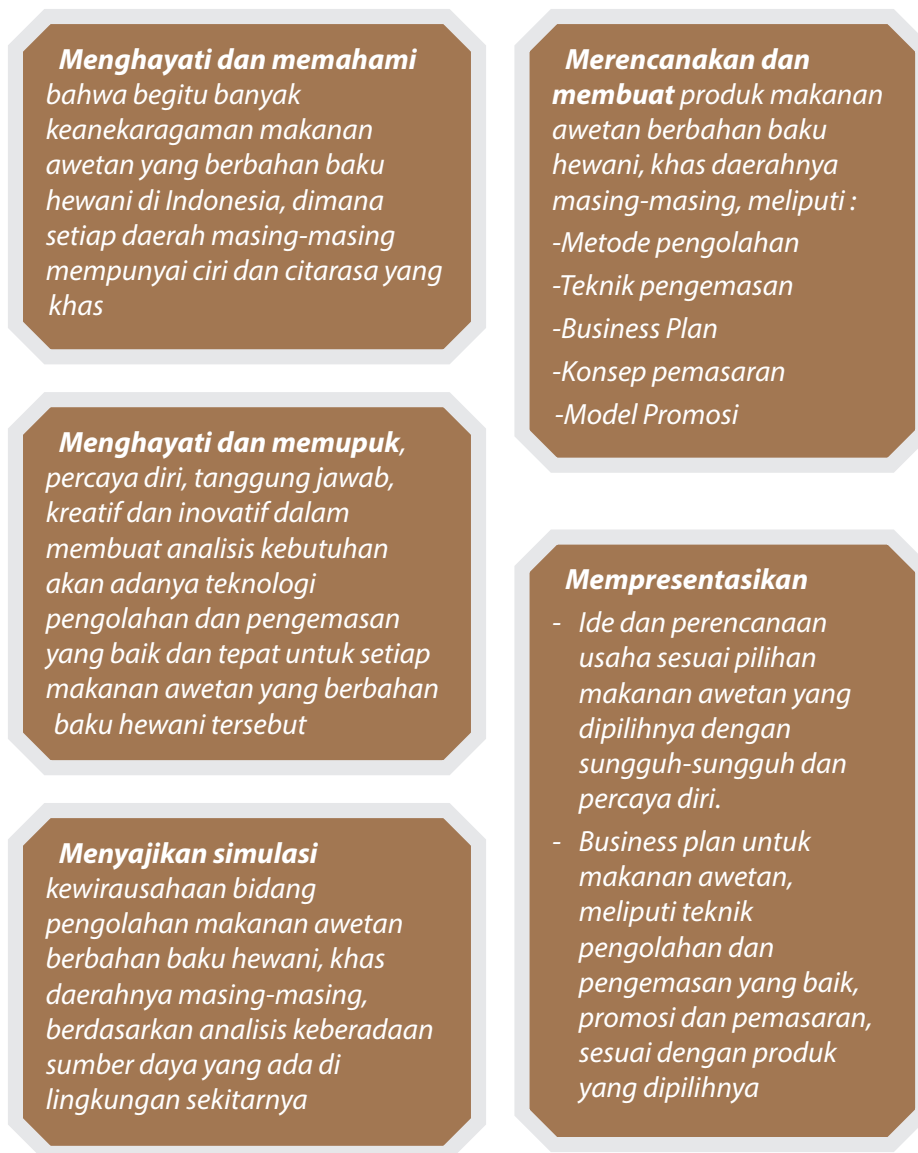 Menghayati dan memahami
bahwa begitu banyak
keanekaragaman makanan
awetan yang berbahan baku
hewani di Indonesia, dimana
setiap daerah masing-masing
mempunyai ciri dan citarasa yang
khas
Menghayati dan memupuk,
percaya diri, tanggung jawab,
kreatif dan inovatif dalam
membuat analisis kebutuhan
akan adanya teknologi
pengolahan dan pengemasan
yang baik dan tepat untuk setiap
makanan awetan yang berbahan
baku hewani tersebut
Menyajikan simulasi
kewirausahaan bidang
pengolahan makanan awetan
berbahan baku hewani, khas
daerahnya masing-masing,
berdasarkan analisis keberadaan
sumber daya yang ada di
lingkungan sekitarnya
Merencanakan dan
membuat produk makanan
awetan berbahan baku
hewani, khas daerahnya
masing-masing, meliputi :
-Metode pengolahan
-Teknik pengemasan
-Business Plan
-Konsep pemasaran
-Model Promosi
Mempresentasikan
- Ide dan perencanaan
usaha sesuai pilihan
makanan awetan yang
dipilihnya dengan
sungguh-sungguh dan
percaya diri.
- Business plan untuk
makanan awetan,
meliputi teknik
pengolahan dan
pengemasan yang baik,
promosi dan pemasaran,
sesuai dengan produk
yang dipilihnya